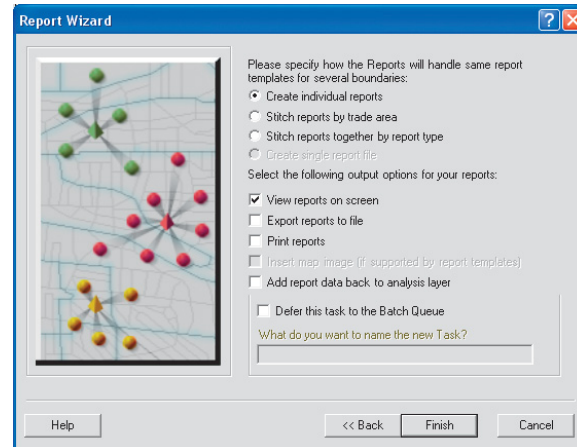 Report Wizard
Please specify how the Reports will handle same report
templates for several boundaries:
Create individual reports
Stitch reports by trade area
Stitch reports together by report type
Create single report file
Select the following output options for your reports:
View reports on screen
Export reports to file
Print reports
Insert map image (if supported by report templates)
Add report data back to analysis layer
Defer this task to the Batch Queue
What do you want to name the new Task?
Help
<< Back
Finish
Cancel